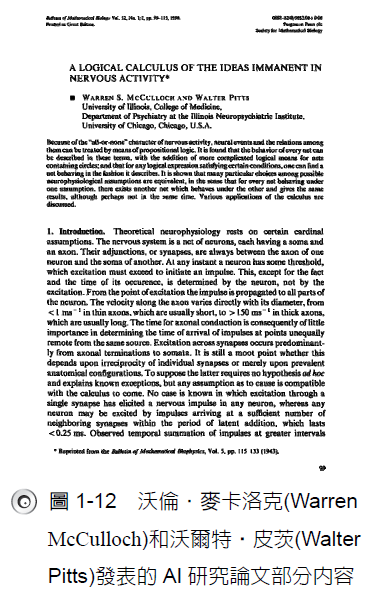 Bulletin of Mathematical Biology Vol. 52, No. 1/2, pp. 99-115, 1990.
Printed in Great Britain.
Pergamon Press plc
Society for Mathematical Biology
A LOGICAL CALCULUS OF THE IDEAS IMMANENT IN
NERVOUS ACTIVITY*
■ WARREN S. MCCULLOCH AND WALTER PITTS
University of Illinois, College of Medicine,
Department of Psychiatry at the Illinois Neuropsychiatric Institute,
University of Chicago, Chicago, U.S.A.
Because of the "all-or-none" character of nervous activity, neural events and the relations among
them can be treated by means of propositional logic. It is found that the behavior of every net can
be described in these terms, with the addition of more complicated logical means for nets
containing circles; and that for any logical expression satisfying certain conditions, one can find a
net behaving in the fashion it describes. It is shown that many particular choices among possible
neurophysiological assumptions are equivalent, in the sense that for every net behaving under
one assumption, there exists another net which behaves under the other and gives the same
results, although perhaps not in the same time. Various applications of the calculus are
discussed.
1. Introduction. Theoretical neurophysiology rests on certain cardinal
assumptions. The nervous system is a net of neurons, each having a soma and
an axon. Their adjunctions, or synapses, are always between the axon of one
neuron and the soma of another. At any instant a neuron has some threshold,
which excitation must exceed to initiate an impulse. This, except for the fact
and the time of its occurrence, is determined by the neuron, not by the
excitation. From the point of excitation the impulse is propagated to all parts of
the neuron. The velocity along the axon varies directly with its diameter, from
<1 ms⁻¹ in thin axons, which are usually short, to >150 ms⁻¹ in thick axons,
which are usually long. The time for axonal conduction is consequently of little
importance in determining the time of arrival of impulses at points unequally
remote from the same source. Excitation across synapses occurs predominant-
ly from axonal terminations to somata. It is still a moot point whether this
depends upon irreciprocity of individual synapses or merely upon prevalent
anatomical configurations. To suppose the latter requires no hypothesis ad hoc
and explains known exceptions, but any assumption as to cause is compatible
with the calculus to come. No case is known in which excitation through a
single synapse has elicited a nervous impulse in any neuron, whereas any
neuron may be excited by impulses arriving at a sufficient number of
neighboring synapses within the period of latent addition, which lasts
<0.25 ms. Observed temporal summation of impulses at greater intervals
* Reprinted from the Bulletin of Mathematical Biophysics, Vol. 5, pp. 115-133 (1943).
99
圖 1-12 沃倫・麥卡洛克(Warren
McCulloch)和沃爾特・皮茨(Walter
Pitts)發表的 AI 研究論文部分內容